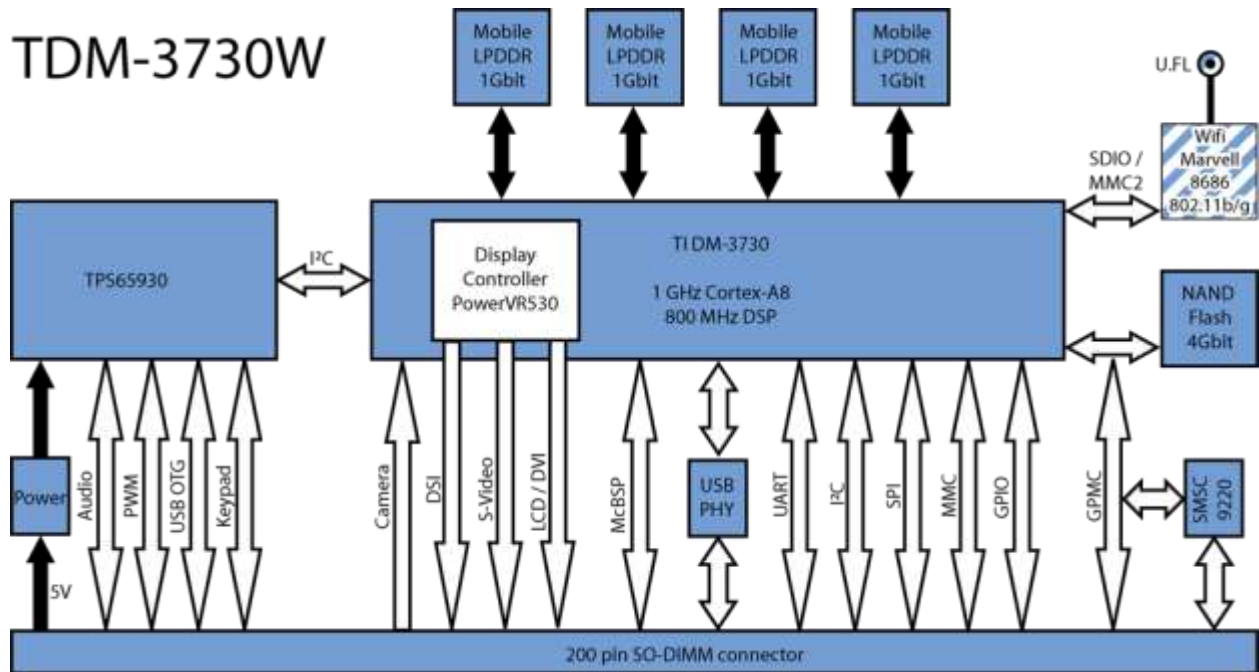 TDM-3730W
Mobile
LPDDR
1Gbit
Mobile
LPDDR
1Gbit
Mobile
LPDDR
1Gbit
Mobile
LPDDR
1Gbit
U.FL
Wifi
Marvell
8686
802.11b/g
SDIO /
MMC2
TPS65930
I²C
Display
Controller
PowerVR530
TI DM-3730
1 GHz Cortex-A8
800 MHz DSP
NAND
Flash
4Gbit
Power
5V
Audio
PWM
USB OTG
Keypad
Camera
DSI
S-Video
LCD / DVI
McBSP
USB
PHY
UART
I²C
SPI
MMC
GPIO
GPMC
SMSC
9220
200 pin SO-DIMM connector